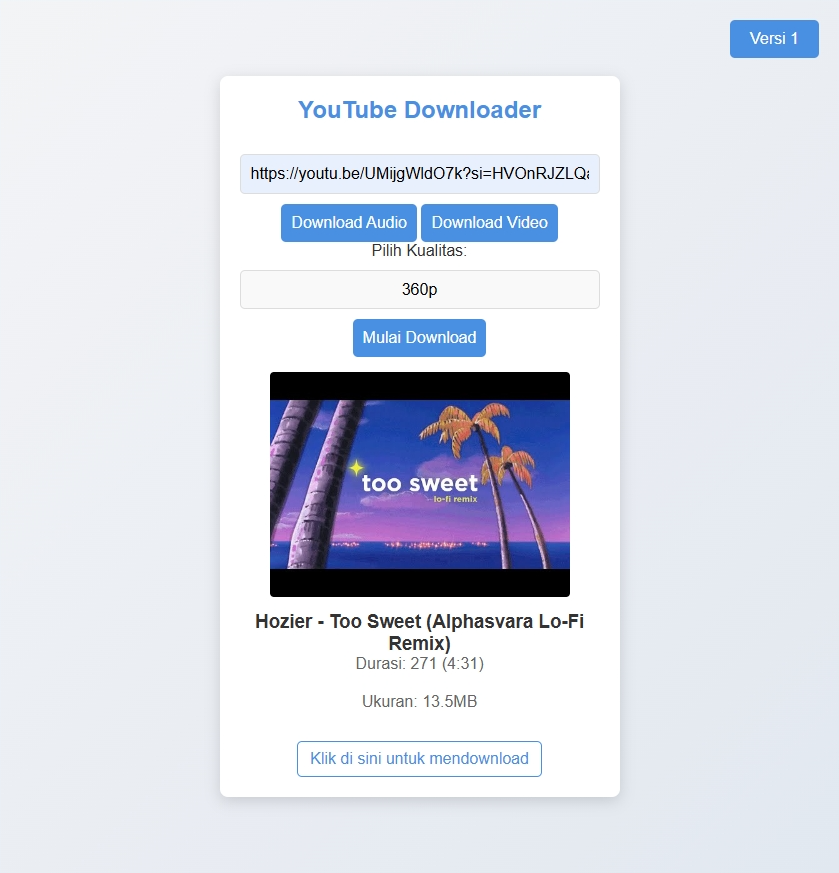 Versi 1
YouTube Downloader
https://youtu.be/UMijgWldO7k?si=HVOnRJZLQa
Download Audio Download Video
Pilih Kualitas:
360p
Mulai Download
too sweet
lo-fi remix
Hozier - Too Sweet (Alphasvara Lo-Fi
Remix)
Durasi: 271 (4:31)
Ukuran: 13.5MB
Klik di sini untuk mendownload